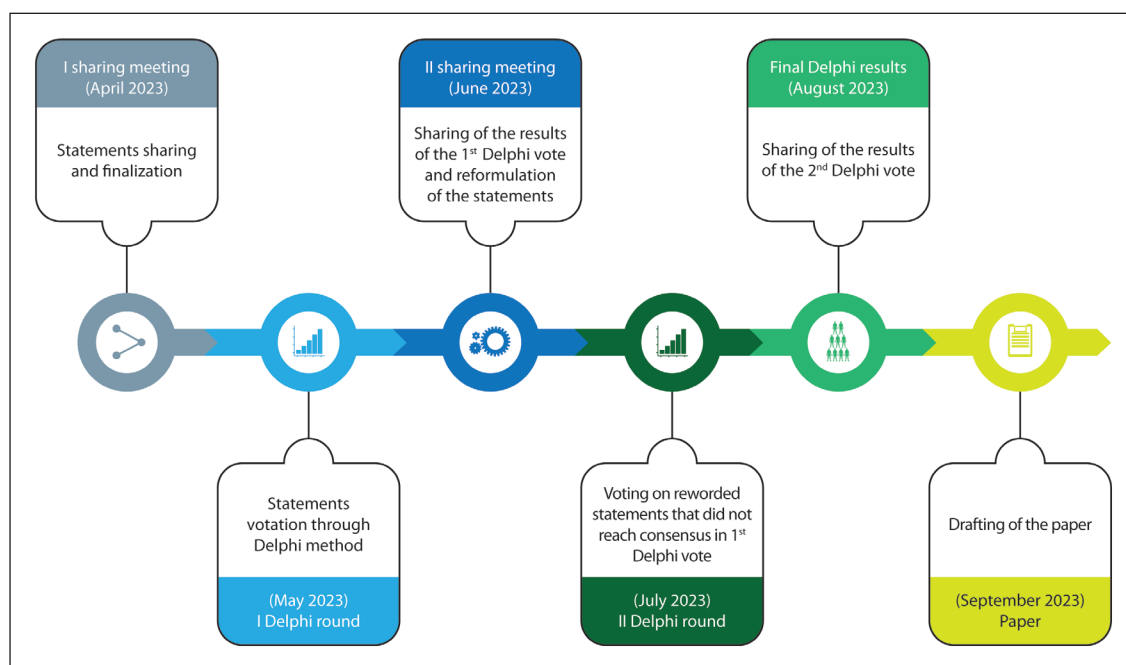 I sharing meeting
(April 2023)
Statements sharing
and finalization
II sharing meeting
(June 2023)
Sharing of the results
of the 1st Delphi vote
and reformulation
of the statements
Final Delphi results
(August 2023)
Sharing of the results
of the 2nd Delphi vote
Statements
votation through
Delphi method
(May 2023)
I Delphi round
Voting on reworded
statements that did not
reach consensus in 1st
Delphi vote
(July 2023)
II Delphi round
Drafting of the paper
(September 2023)
Paper